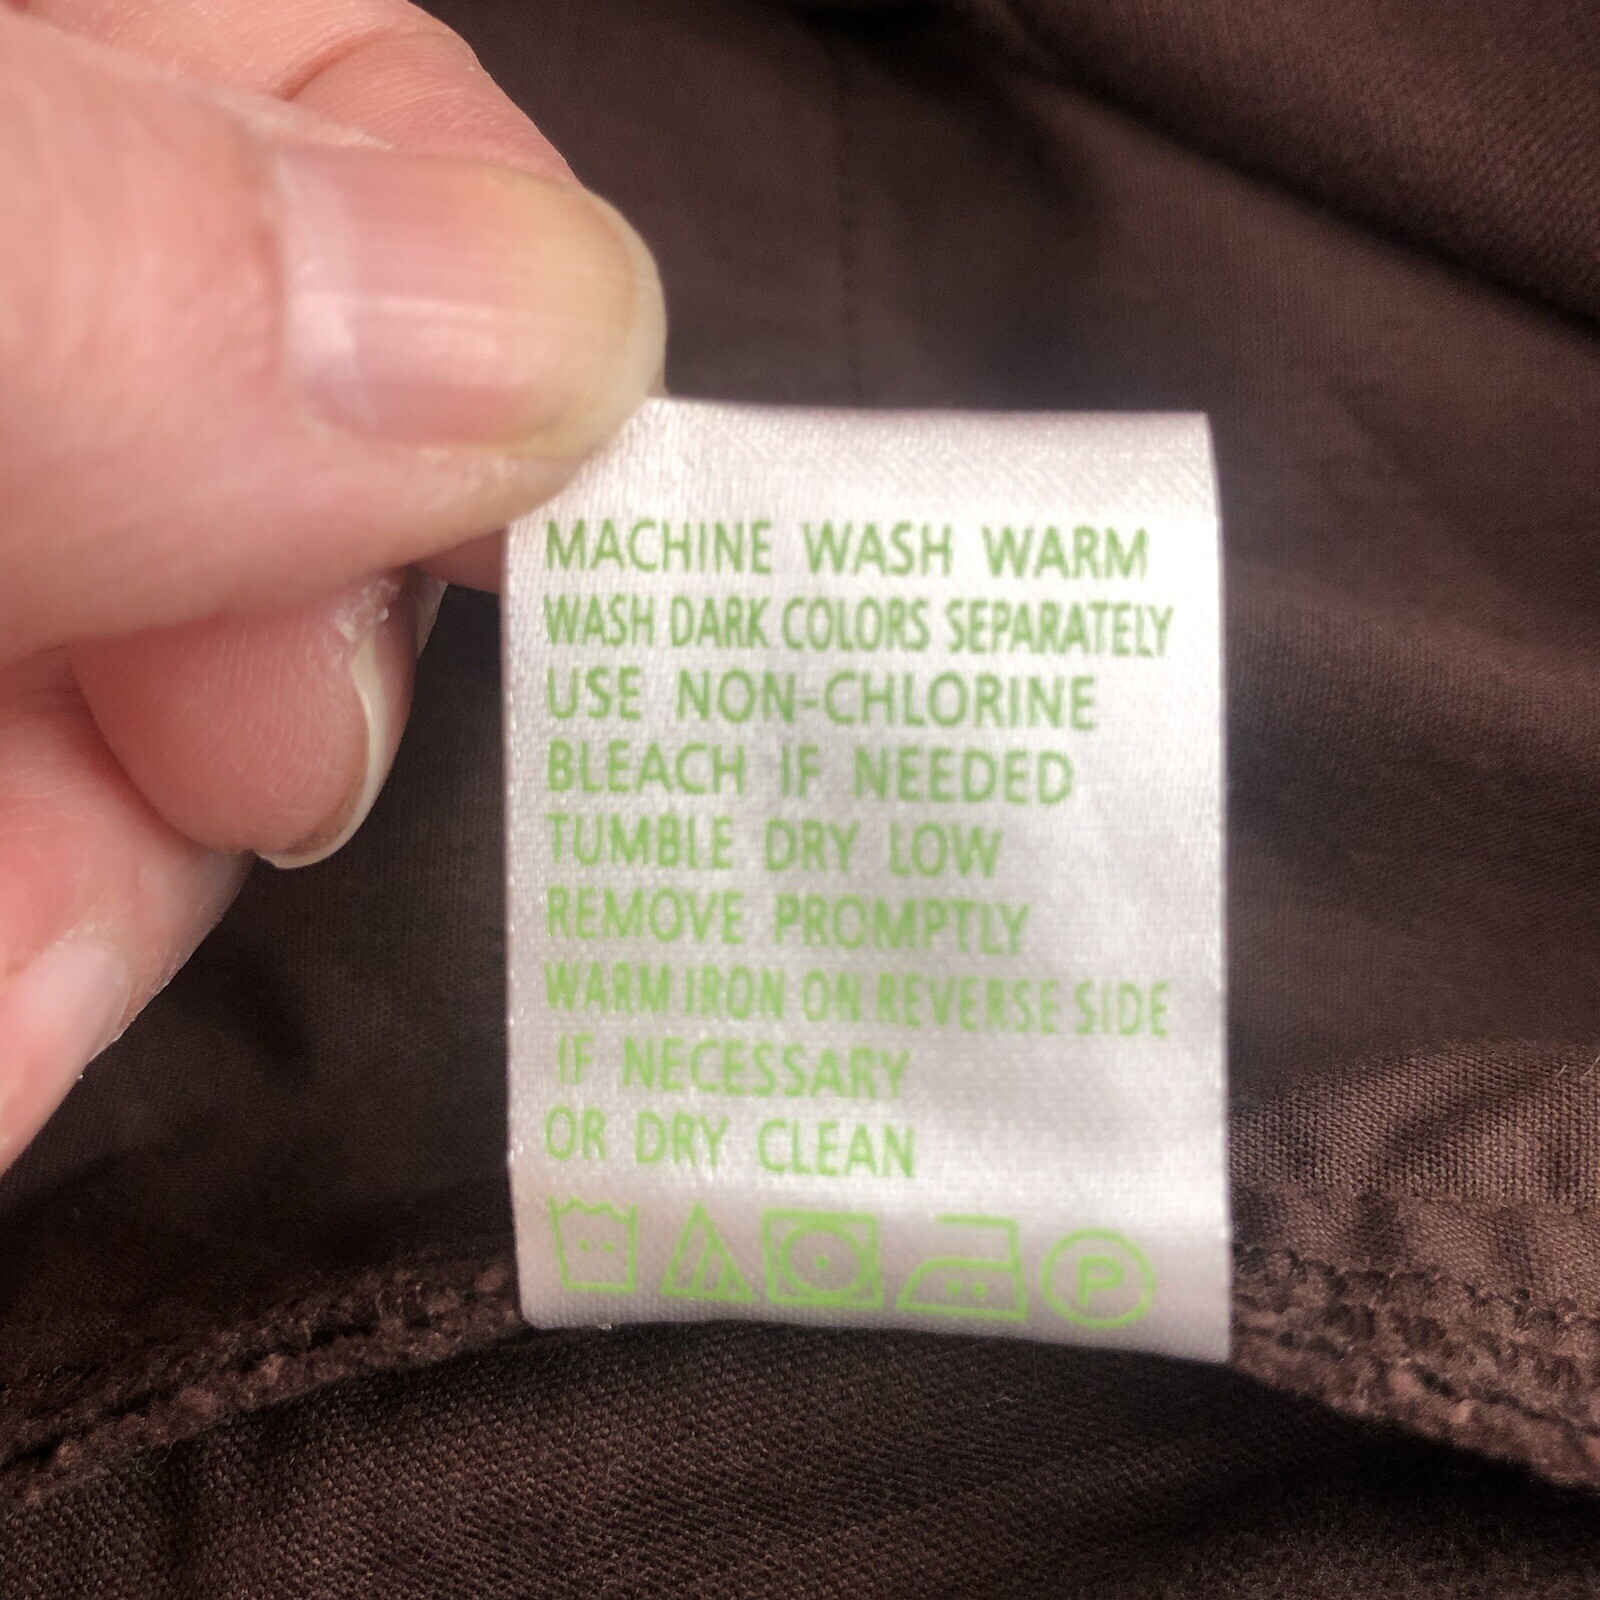 MACHINE WASH WARM
WASH DARK COLORS SEPARATELY
USE NON-CHLORINE
BLEACH IF NEEDED
TUMBLE DRY LOW
REMOVE PROMPTLY
WARM IRON ON REVERSE SIDE
IF NECESSARY
OR DRY CLEAN
P